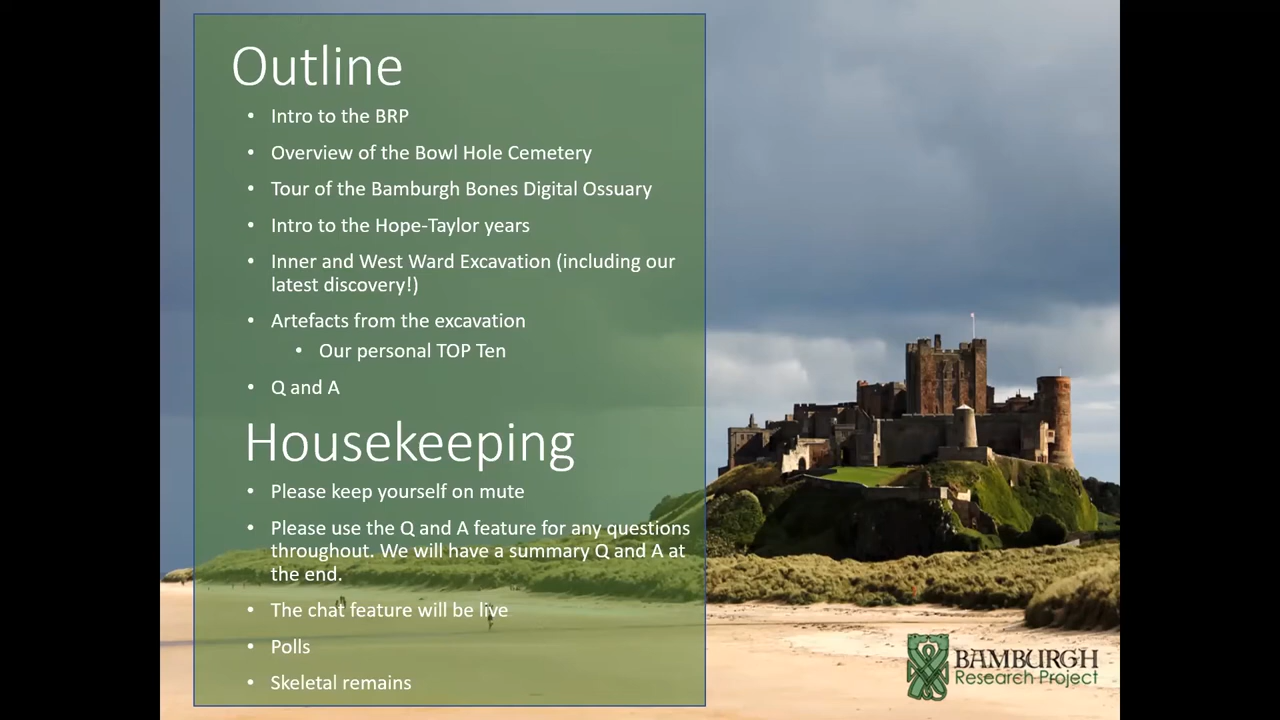 Outline
• Intro to the BRP
• Overview of the Bowl Hole Cemetery
• Tour of the Bamburgh Bones Digital Ossuary
• Intro to the Hope-Taylor years
• Inner and West Ward Excavation (including our
latest discovery!)
• Artefacts from the excavation
• Our personal TOP Ten
• Q and A
Housekeeping
• Please keep yourself on mute
• Please use the Q and A feature for any questions
throughout. We will have a summary Q and A at
the end.
• The chat feature will be live
• Polls
• Skeletal remains
BAMBURGH
Research Project